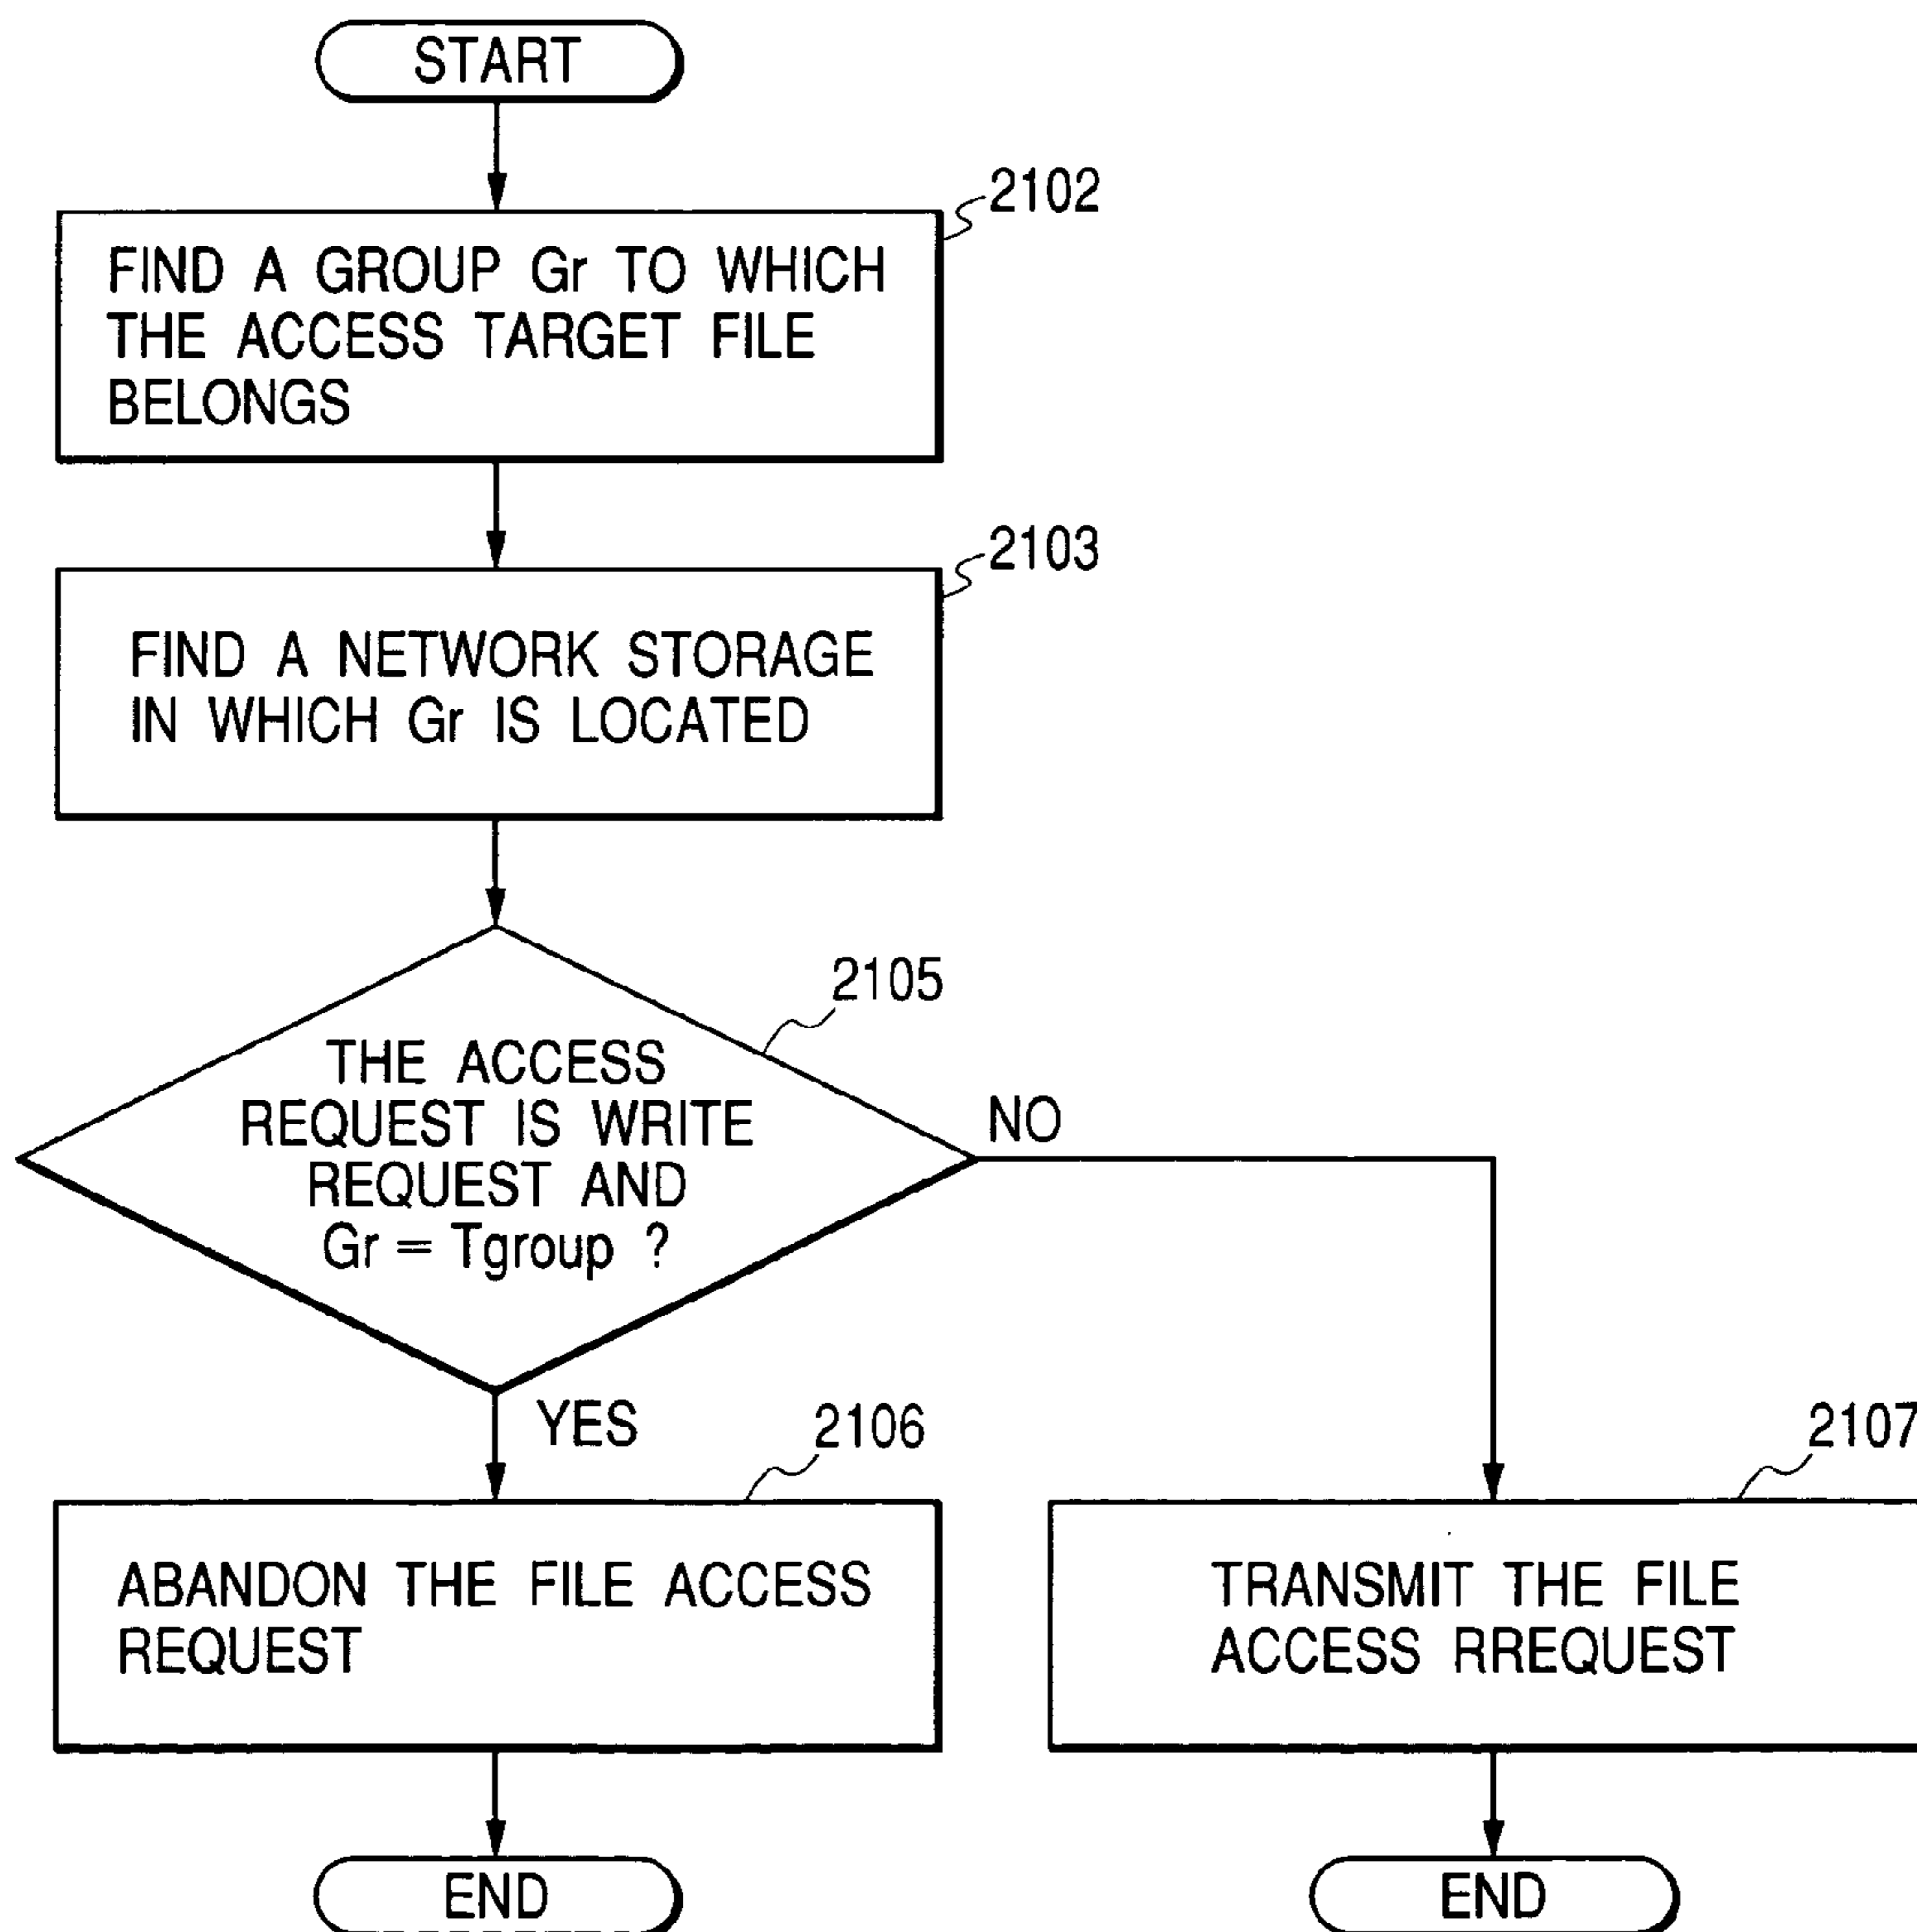 START
2102
FIND A GROUP Gr TO WHICH
THE ACCESS TARGET FILE
BELONGS
2103
FIND A NETWORK STORAGE
IN WHICH Gr IS LOCATED
2105
THE ACCESS
REQUEST IS WRITE
REQUEST AND
Gr = Tgroup ?
NO
YES
2106
ABANDON THE FILE ACCESS
REQUEST
2107
TRANSMIT THE FILE
ACCESS RREQUEST
END
END